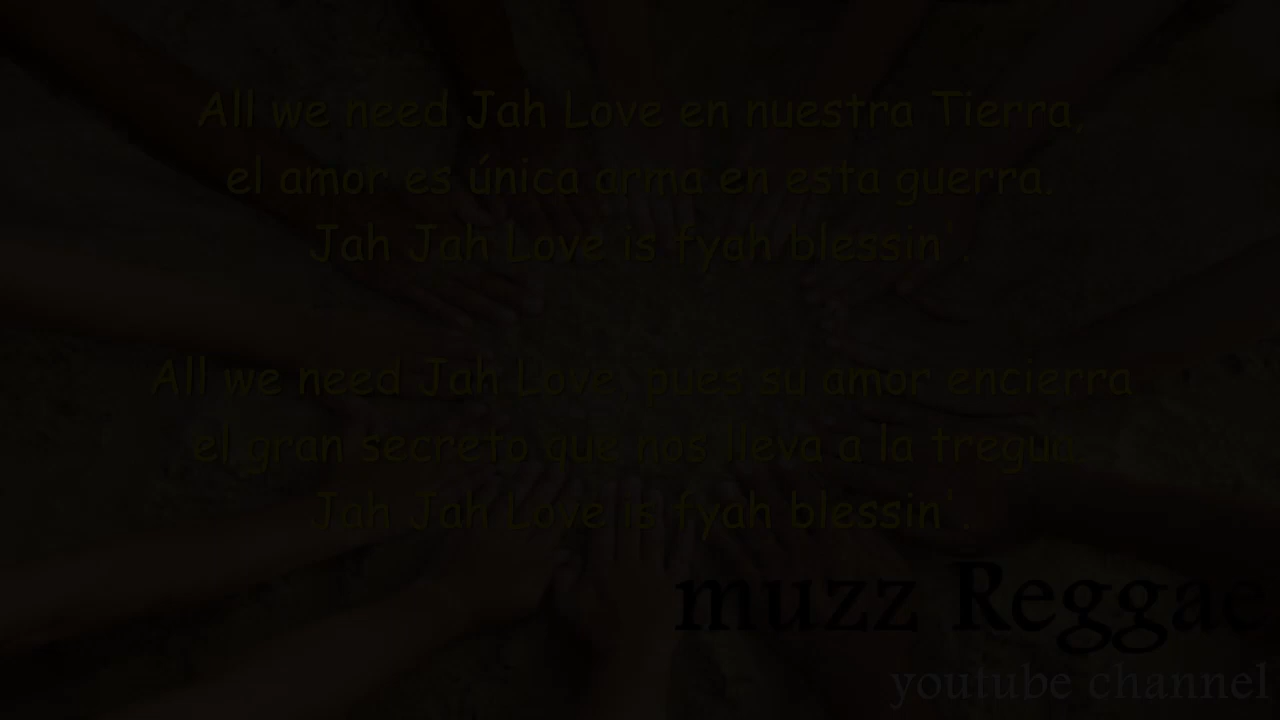 All we need Jah Love en nuestra Tierra,
el amor es única arma en esta guerra.
Jah Jah Love is fyah blessin'.
All we need Jah Love, pues su amor encierra
el gran secreto que nos lleva a la tregua.
Jah Jah Love is fyah blessin'.
muzz Reggae
youtube channel